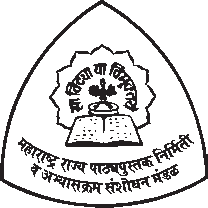 सा विद्या या विमुक्तये
महाराष्ट्र राज्य पाठ्यपुस्तक निर्मिती
व अभ्यासक्रम संशोधन मंडळ